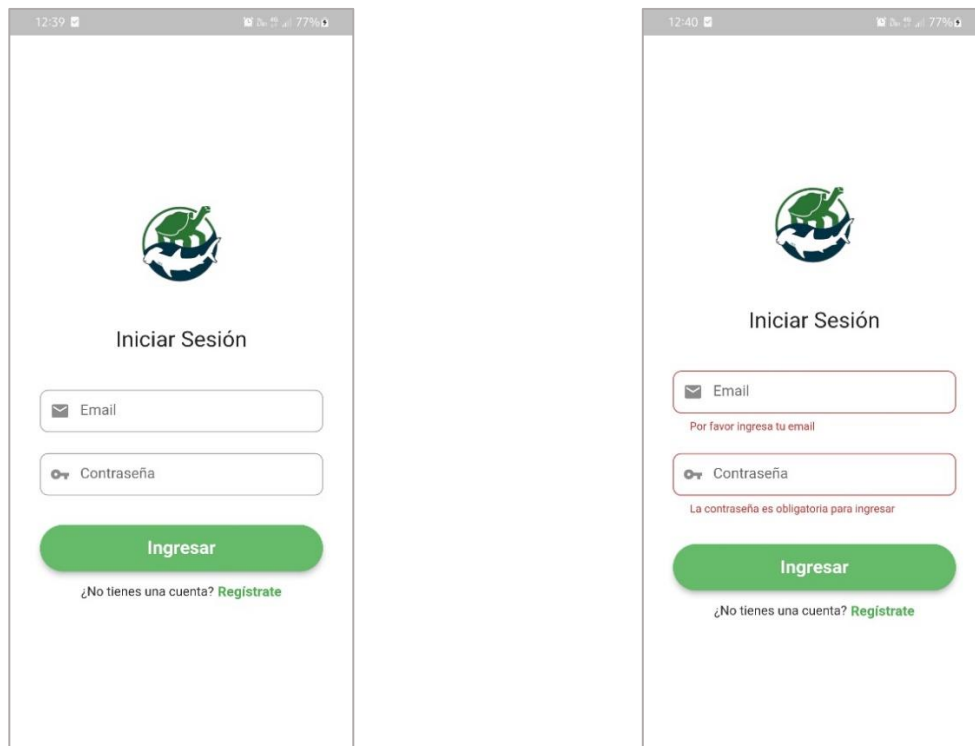 12:39
77%
Iniciar Sesión
Email
Contraseña
Ingresar
¿No tienes una cuenta? Regístrate
12:40
77%
Iniciar Sesión
Email
Por favor ingresa tu email
Contraseña
La contraseña es obligatoria para ingresar
Ingresar
¿No tienes una cuenta? Regístrate